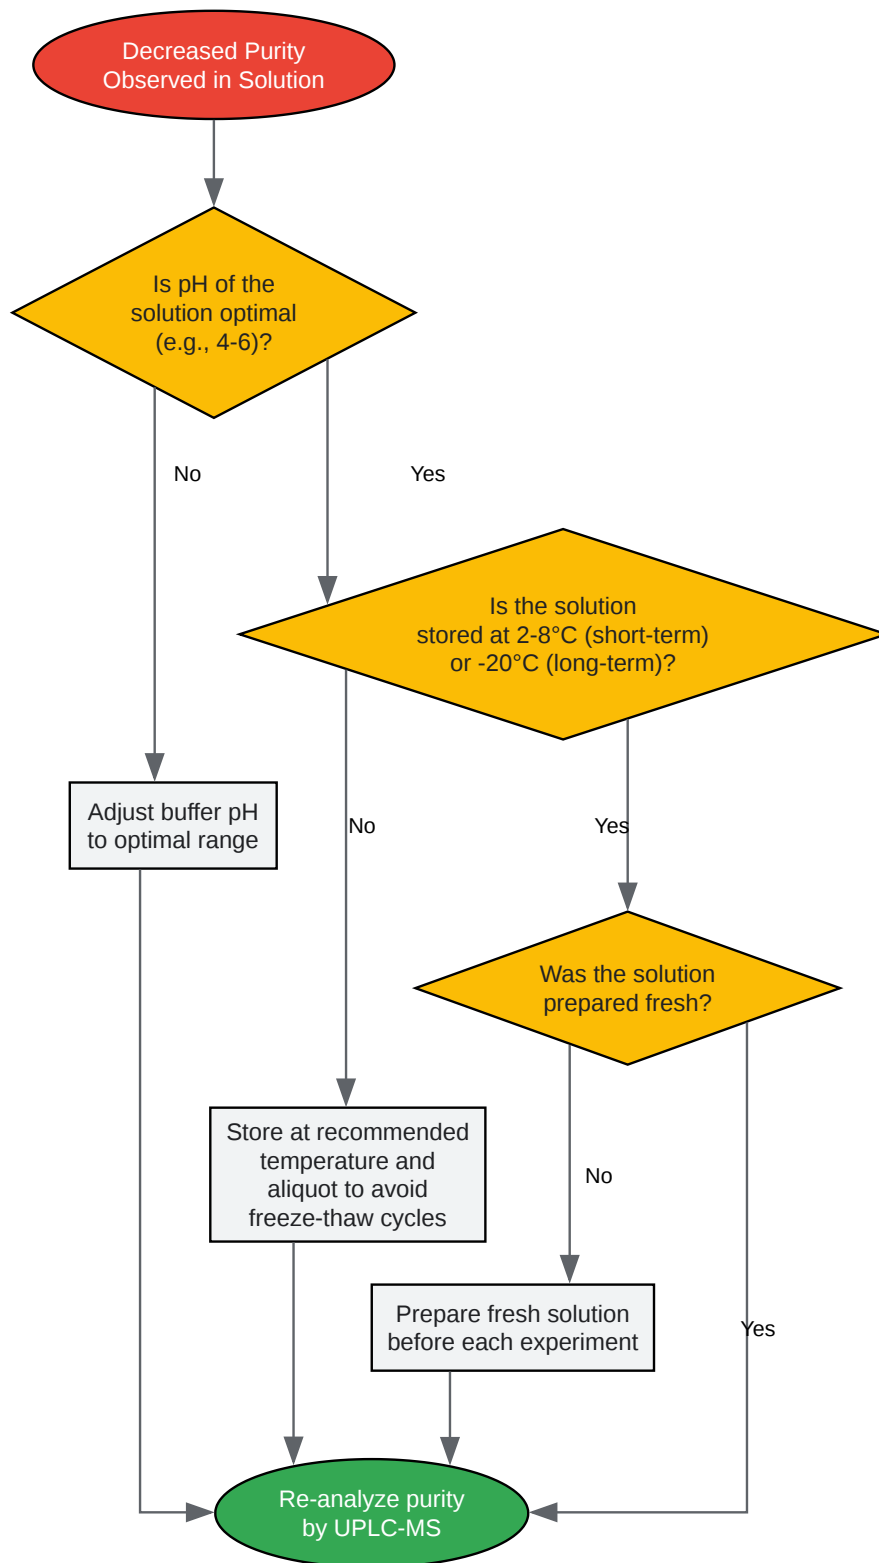 Decreased Purity
Observed in Solution
Is pH of the
solution optimal
(e.g., 4-6)?
No
Yes
Is the solution
stored at 2-8°C (short-term)
or -20°C (long-term)?
Adjust buffer pH
to optimal range
No
Yes
Was the solution
prepared fresh?
Store at recommended
temperature and
aliquot to avoid
freeze-thaw cycles
No
Prepare fresh solution
before each experiment
Yes
Re-analyze purity
by UPLC-MS